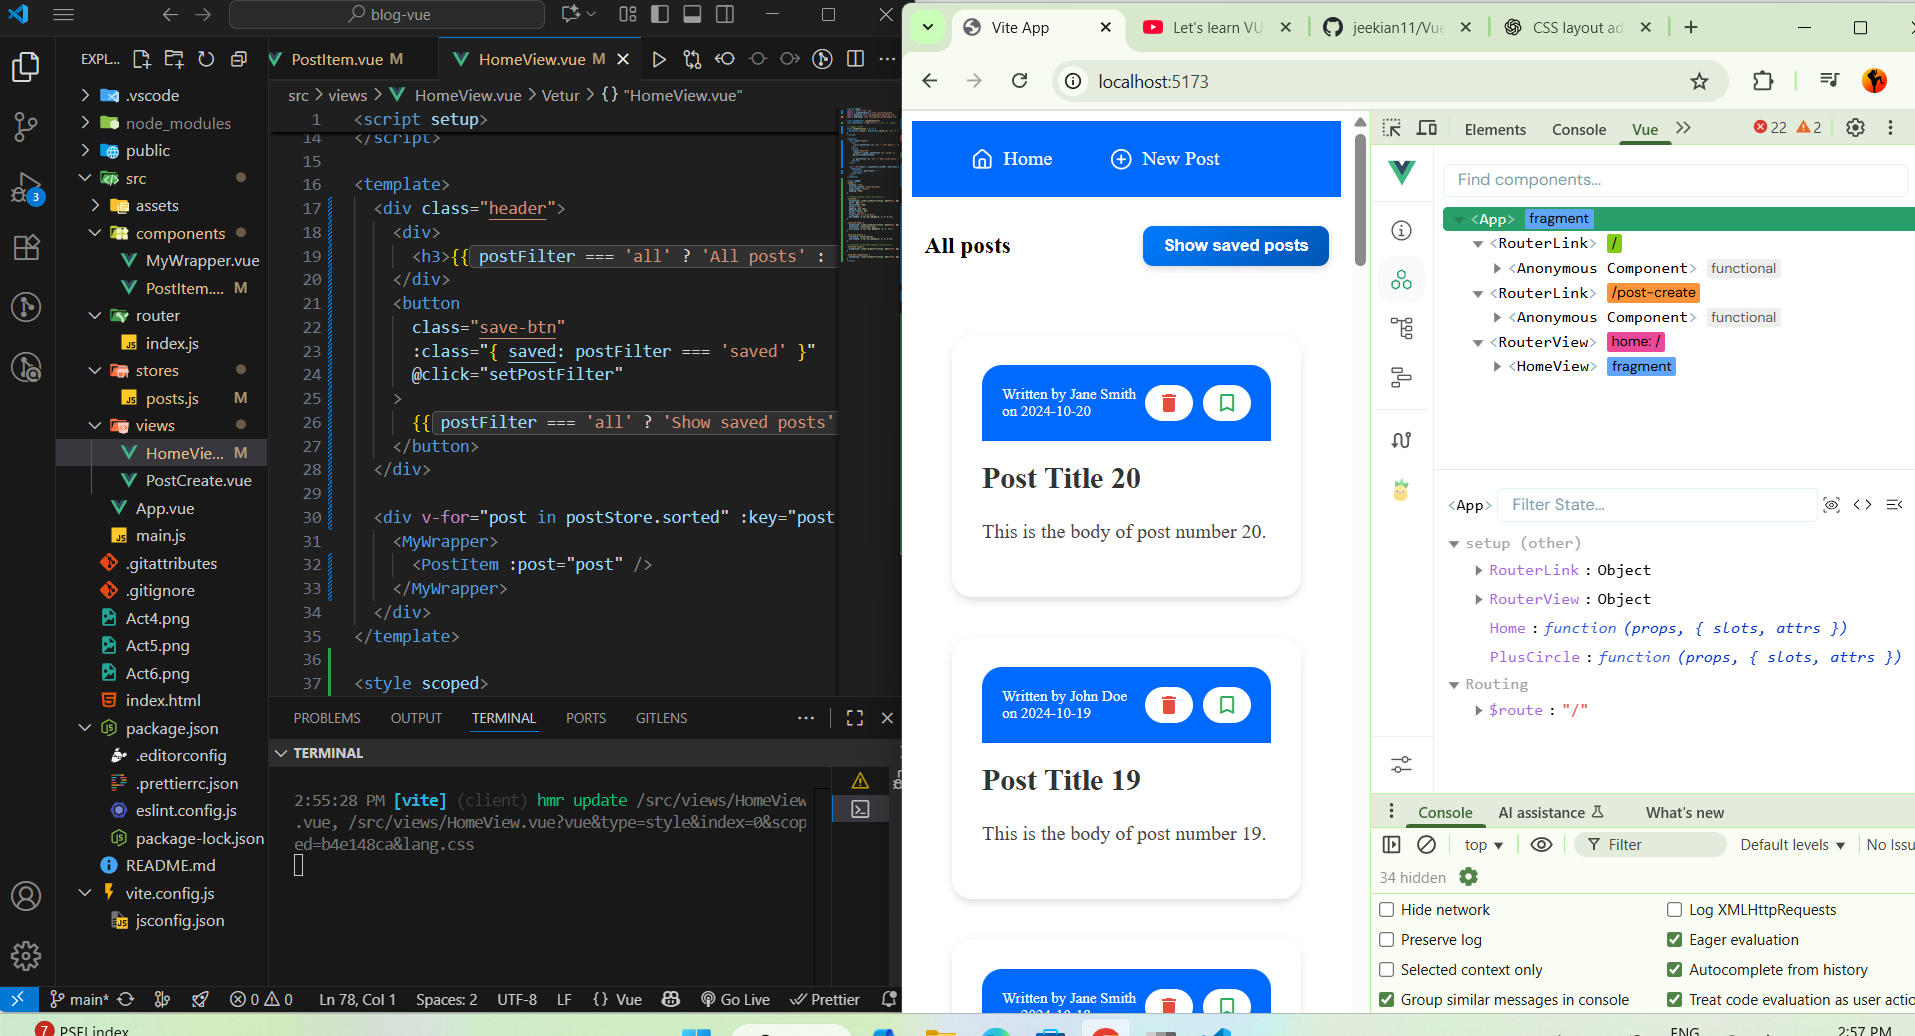 blog-vue
EXPL...
.vscode
node_modules
public
src
assets
components
MyWrapper.vue
PostItem.... M
router
index.js
stores
posts.js M
views
HomeVie... M
PostCreate.vue
App.vue
main.js
.gitattributes
.gitignore
Act4.png
Act5.png
Act6.png
index.html
package.json
.editorconfig
.prettierrc.json
eslint.config.js
package-lock.json
README.md
vite.config.js
jsconfig.json
3
PostItem.vue M
HomeView.vue M
src > views > HomeView.vue > Vetur > {} "HomeView.vue"
1 <script setup>
14 </script>
15
16 <template>
17 <div class="header">
18 <div>
19 <h3>{{ postFilter === 'all' ? 'All posts' :
20 </div>
21 <button
22 class="save-btn"
23 :class="{ saved: postFilter === 'saved' }"
24 @click="setPostFilter"
25 >
26 {{ postFilter === 'all' ? 'Show saved posts'
27 </button>
28 </div>
29
30 <div v-for="post in postStore.sorted" :key="post
31 <MyWrapper>
32 <PostItem :post="post" />
33 </MyWrapper>
34 </div>
35 </template>
36
37 <style scoped>
PROBLEMS OUTPUT TERMINAL PORTS GITLENS
TERMINAL
2:55:28 PM [vite] (client) hmr update /src/views/HomeView
.vue, /src/views/HomeView.vue?vue&type=style&index=0&scop
ed=b4e148ca&lang.css
main* 0 0 Ln 78, Col 1 Spaces: 2 UTF-8 LF {} Vue Go Live Prettier
Vite App
Let's learn VU
jeekian11/Vue
CSS layout ad
localhost:5173
Home
New Post
All posts
Show saved posts
Written by Jane Smith
on 2024-10-20
Post Title 20
This is the body of post number 20.
Written by John Doe
on 2024-10-19
Post Title 19
This is the body of post number 19.
Written by Jane Smith
on 2024-10-18
Elements Console Vue 22 2
Find components...
<App> fragment
<RouterLink> /
<Anonymous Component> functional
<RouterLink> /post-create
<Anonymous Component> functional
<RouterView> home: /
<HomeView> fragment
<App> Filter State...
setup (other)
RouterLink : Object
RouterView : Object
Home : function (props, { slots, attrs })
PlusCircle : function (props, { slots, attrs })
Routing
$route : "/"
Console AI assistance What's new
top Filter Default levels No Issu
34 hidden
Hide network
Log XMLHttpRequests
Preserve log
Eager evaluation
Selected context only
Autocomplete from history
Group similar messages in console
Treat code evaluation as user actio
7 PSEI index
ENG
2:57 PM